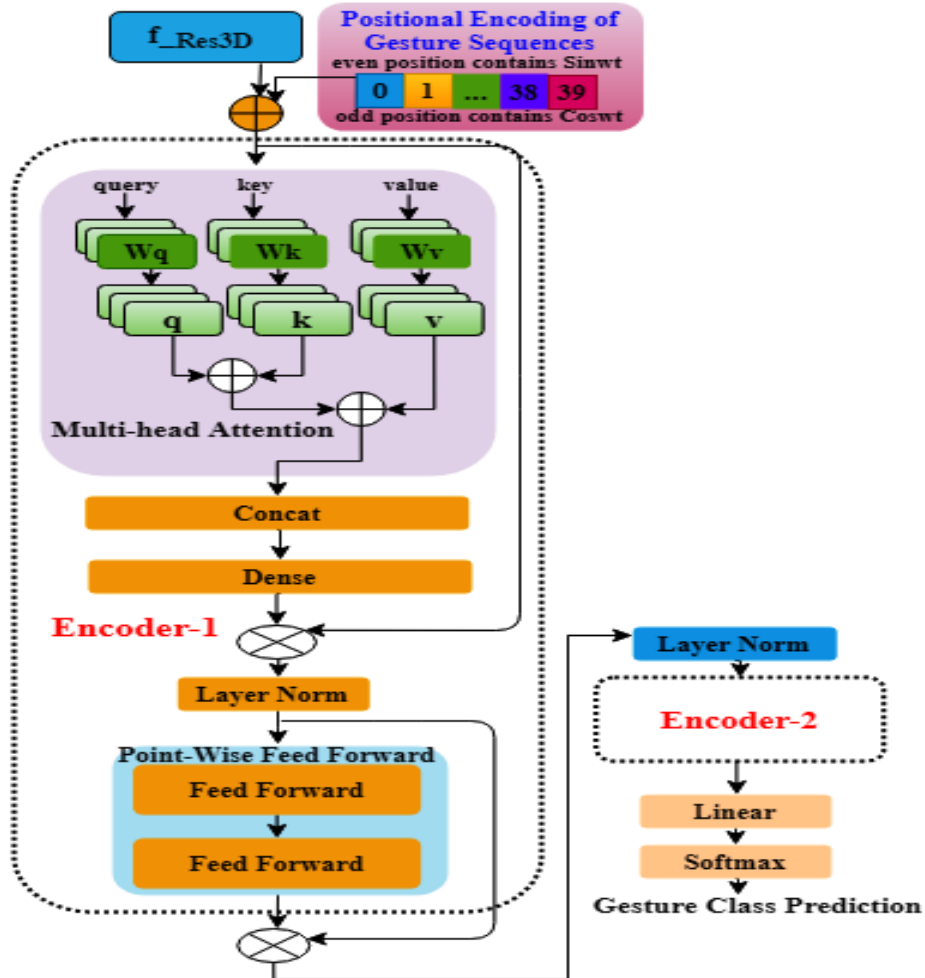 f_Res3D
Positional Encoding of
Gesture Sequences
even position contains Sinwt
0 1 ... 38 39
odd position contains Coswt
query key value
Wq Wk Wv
q k v
Multi-head Attention
Concat
Dense
Encoder-1
Layer Norm
Point-Wise Feed Forward
Feed Forward
Feed Forward
Layer Norm
Encoder-2
Linear
Softmax
Gesture Class Prediction